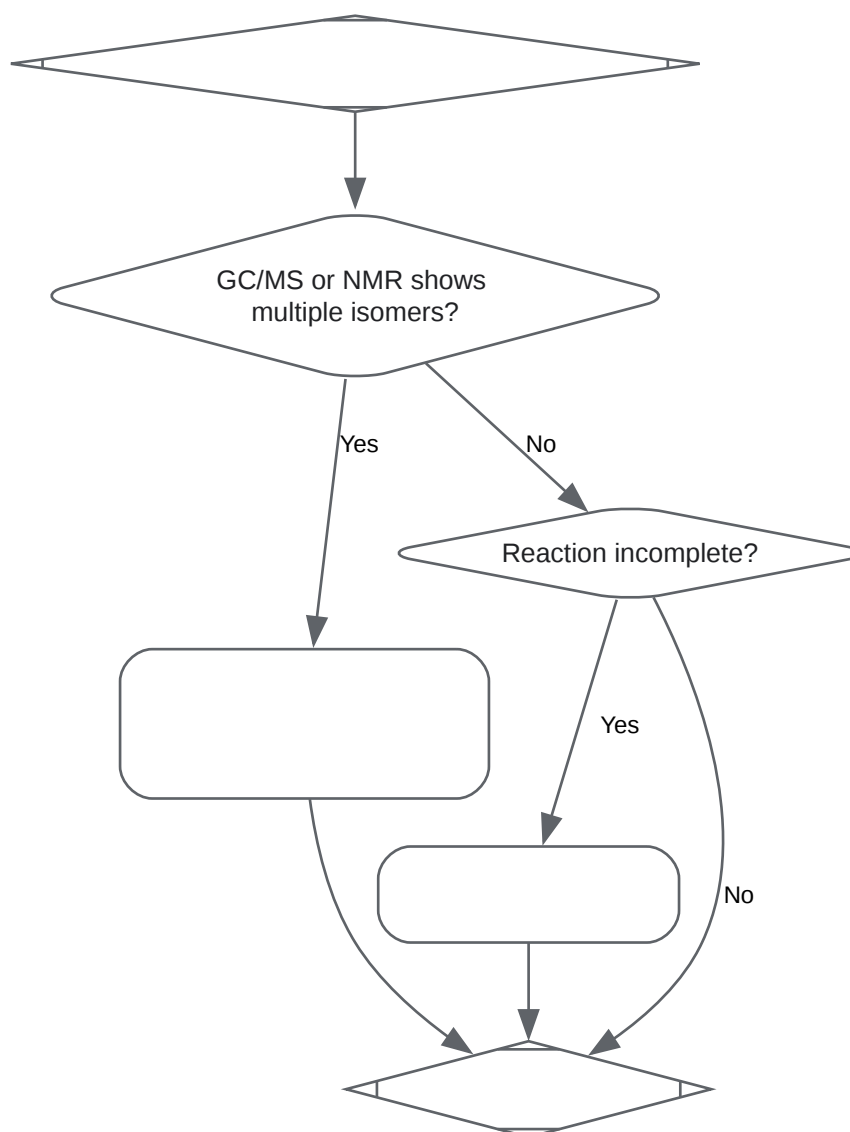 GC/MS or NMR shows
multiple isomers?
Yes
No
Reaction incomplete?
Yes
No